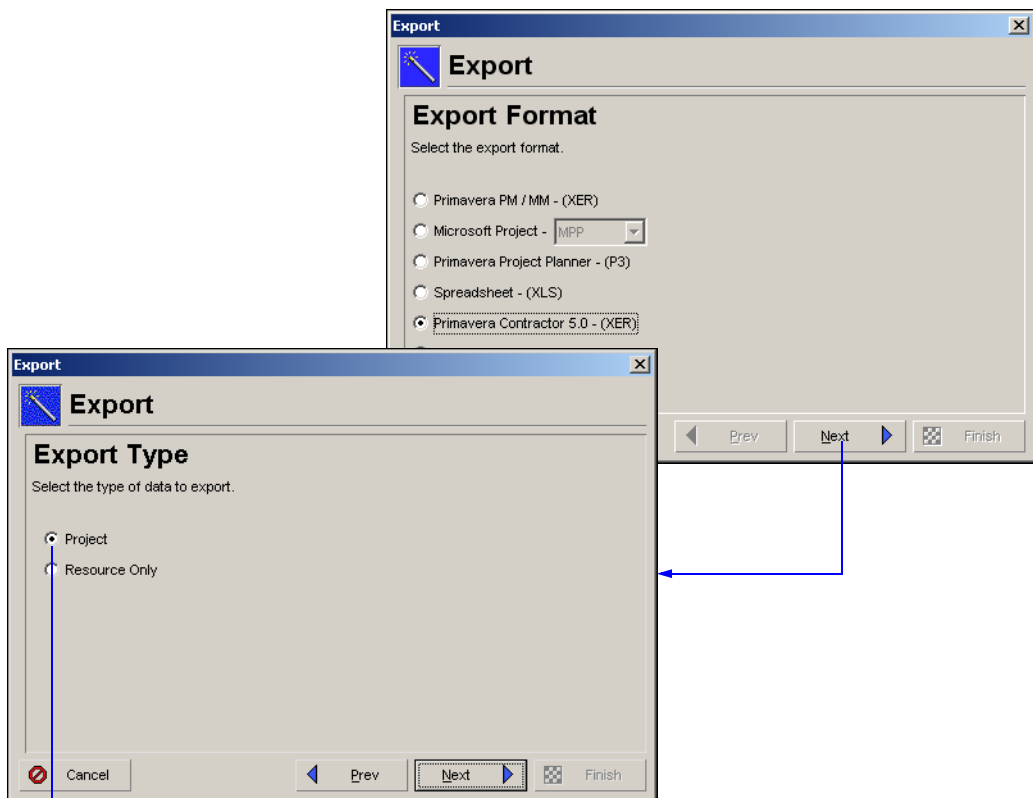 Export
Export
Export Format
Select the export format.
Primavera PM / MM - (XER)
Microsoft Project - MPP
Primavera Project Planner - (P3)
Spreadsheet - (XLS)
Primavera Contractor 5.0 - (XER)
Prev Next Finish
Export
Export
Export Type
Select the type of data to export.
Project
Resource Only
Cancel Prev Next Finish